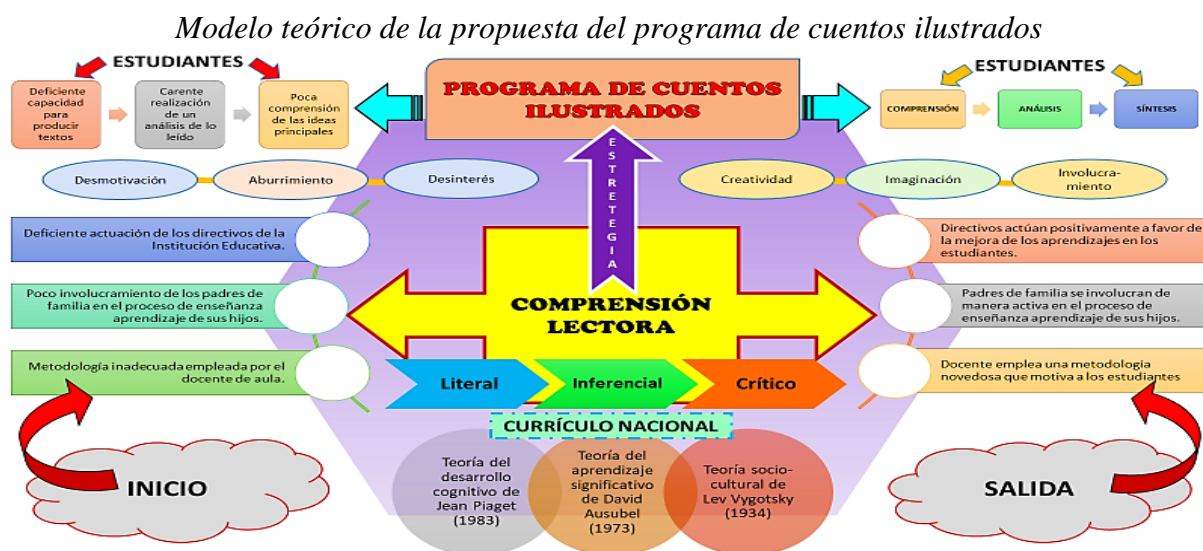 Modelo teórico de la propuesta del programa de cuentos ilustrados
ESTUDIANTES
Deficiente
capacidad
para
producir
textos
Carente
realización
de un
análisis de lo
leído
Poca
comprensión
de las ideas
principales
PROGRAMA DE CUENTOS
ILUSTRADOS
ESTUDIANTES
COMPRENSIÓN
ANÁLISIS
SÍNTESIS
Desmotivación
Aburrimiento
Desinterés
ESTRETEGIA
Creatividad
Imaginación
Involucra-
miento
Deficiente actuación de los directivos de la
Institución Educativa.
Poco involucramiento de los padres de
familia en el proceso de enseñanza
aprendizaje de sus hijos.
Metodología inadecuada empleada por el
docente de aula.
COMPRENSIÓN
LECTORA
Literal
Inferencial
Crítico
Directivos actúan positivamente a favor de
la mejora de los aprendizajes en los
estudiantes.
Padres de familia se involucran de
manera activa en el proceso de
enseñanza aprendizaje de sus hijos.
Docente emplea una metodología
novedosa que motiva a los estudiantes
CURRÍCULO NACIONAL
Teoría del
desarrollo
cognitivo de
Jean Piaget
(1983)
Teoría del
aprendizaje
significativo
de David
Ausubel
(1973)
Teoría socio-
cultural de
Lev Vygotsky
(1934)
INICIO
SALIDA